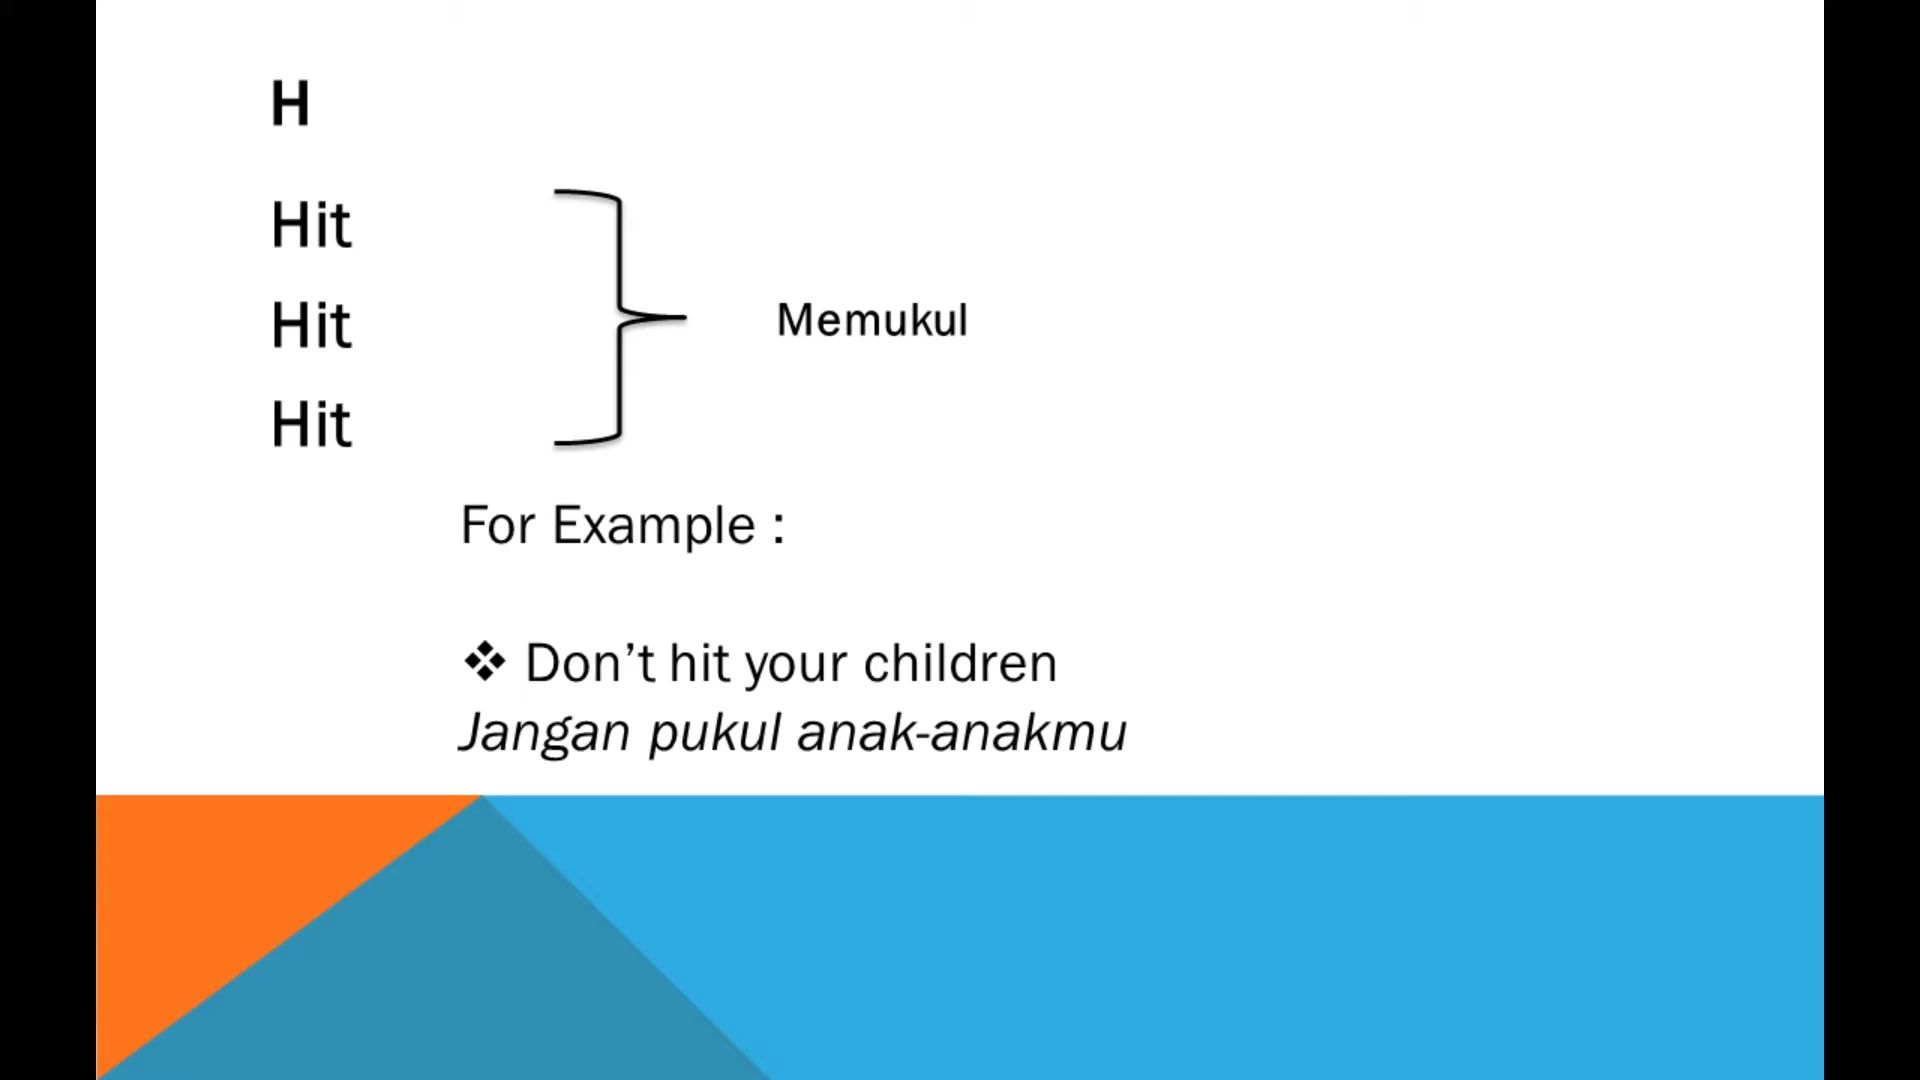 H
Hit
Hit
Memukul
Hit
For Example :
❖ Don’t hit your children
Jangan pukul anak-anakmu